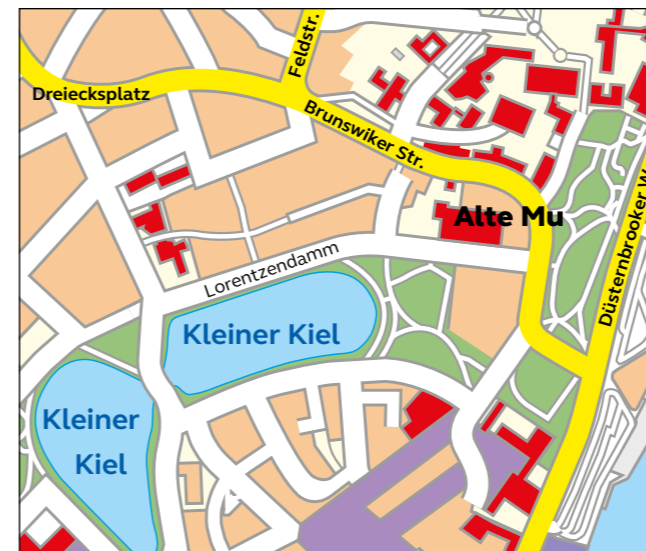 Feldstr.
Dreiecksplatz
Brunswiker Str.
Alte Mu
Düsternbrooker W
Lorentzendamm
Kleiner Kiel
Kleiner
Kiel